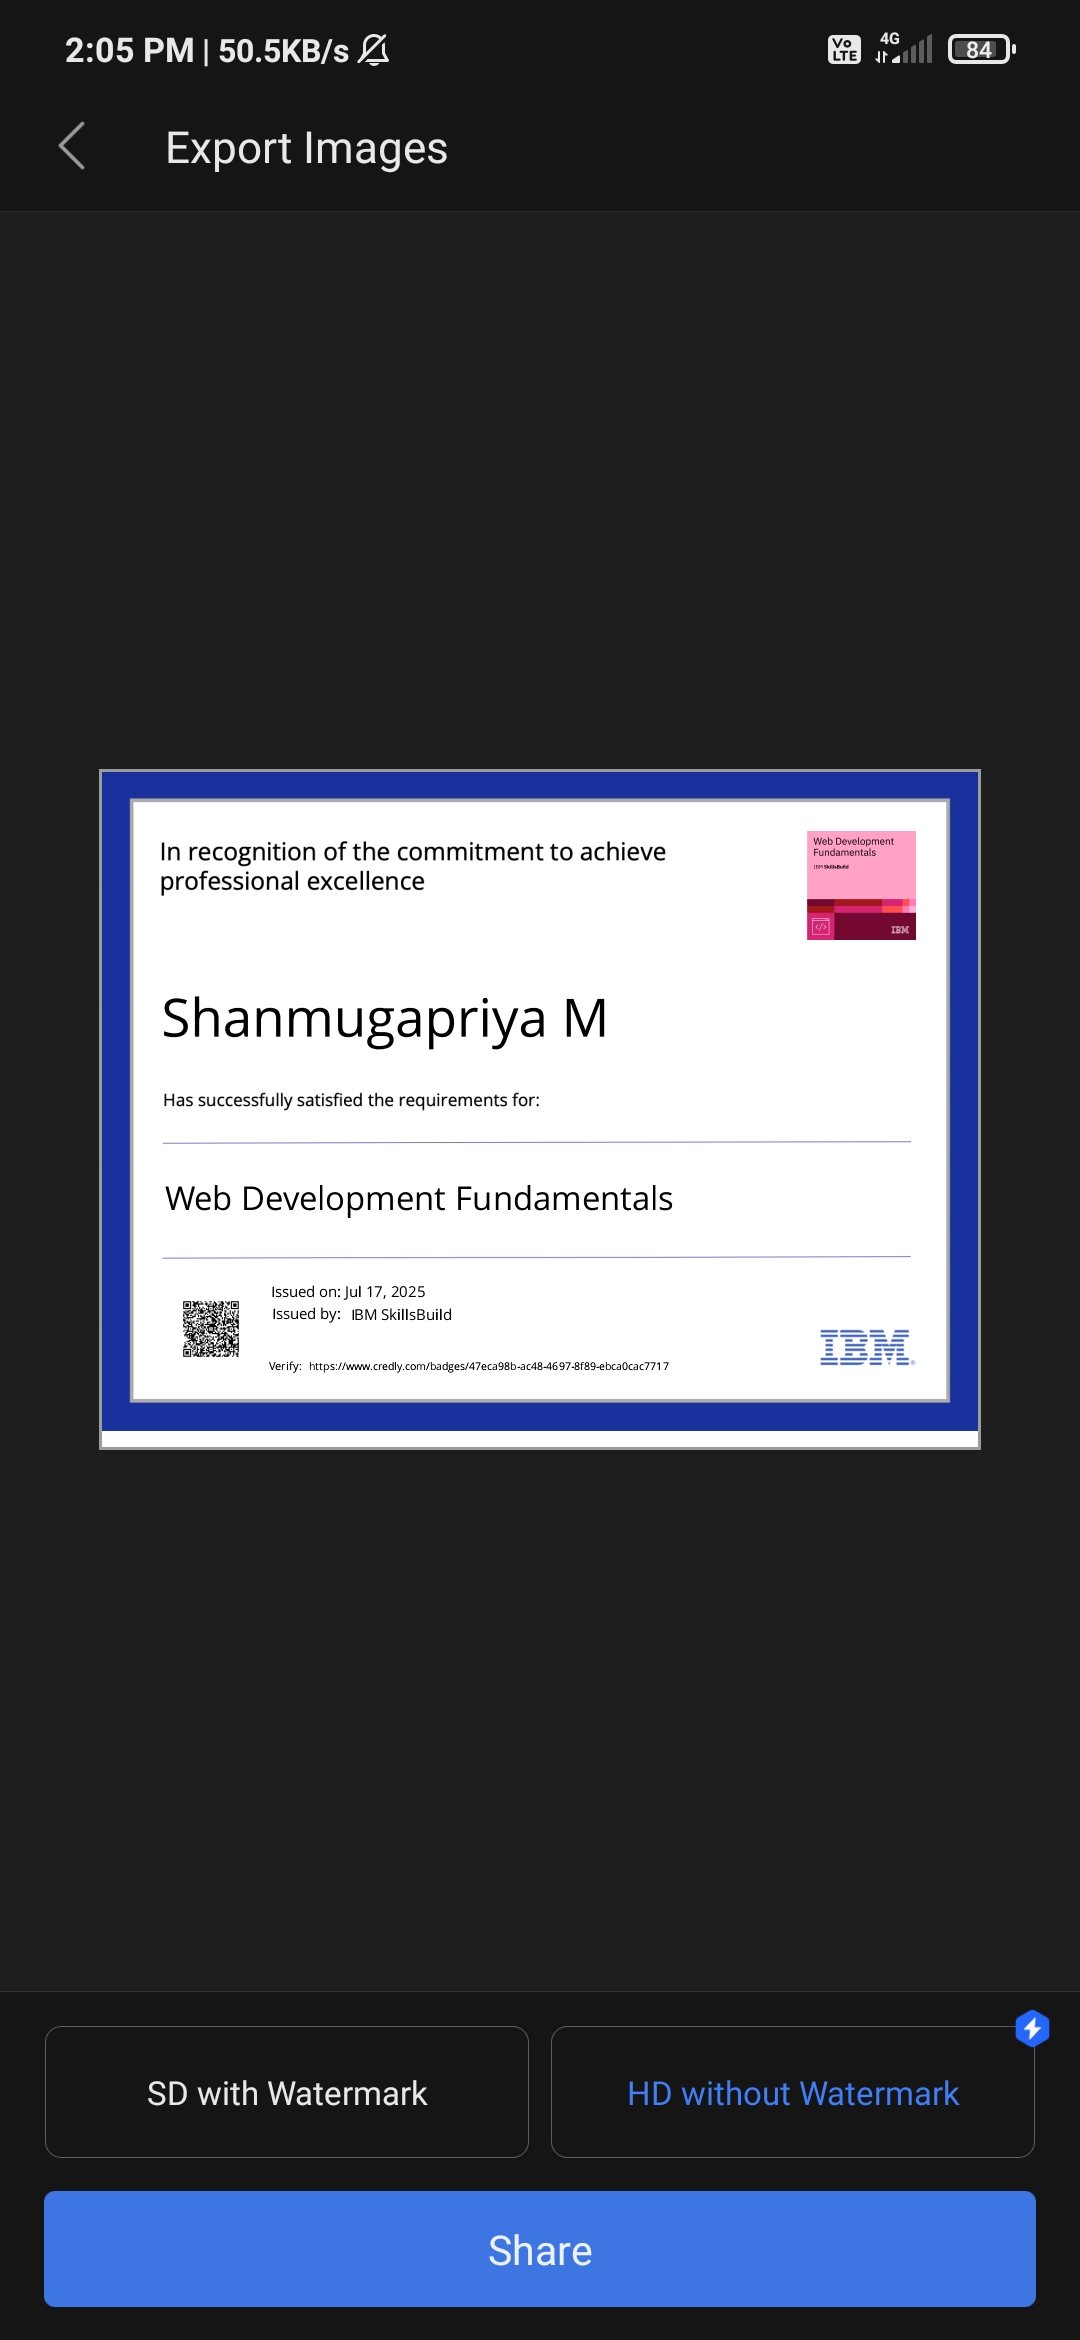 2:05 PM | 50.5KB/s
Vo LTE 4G 84
Export Images
In recognition of the commitment to achieve
professional excellence
Web Development
Fundamentals
IBM SkillsBuild
IBM
Shanmugapriya M
Has successfully satisfied the requirements for:
Web Development Fundamentals
Issued on: Jul 17, 2025
Issued by: IBM SkillsBuild
IBM
Verify: https://www.credly.com/badges/47eca98b-ac48-4697-8f89-ebca0cac7717
SD with Watermark
HD without Watermark
Share